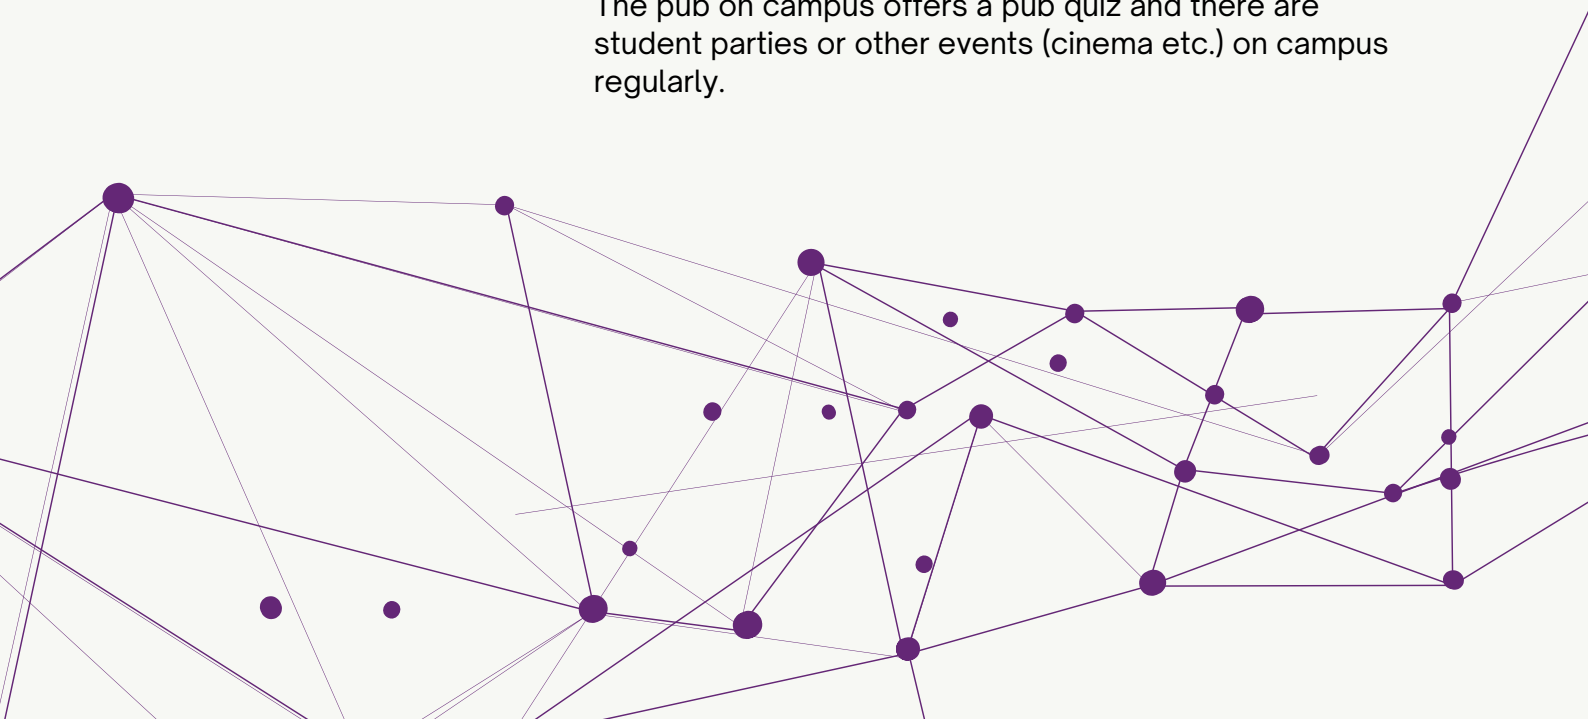 The pub on campus offers a pub quiz and there are
student parties or other events (cinema etc.) on campus
regularly.